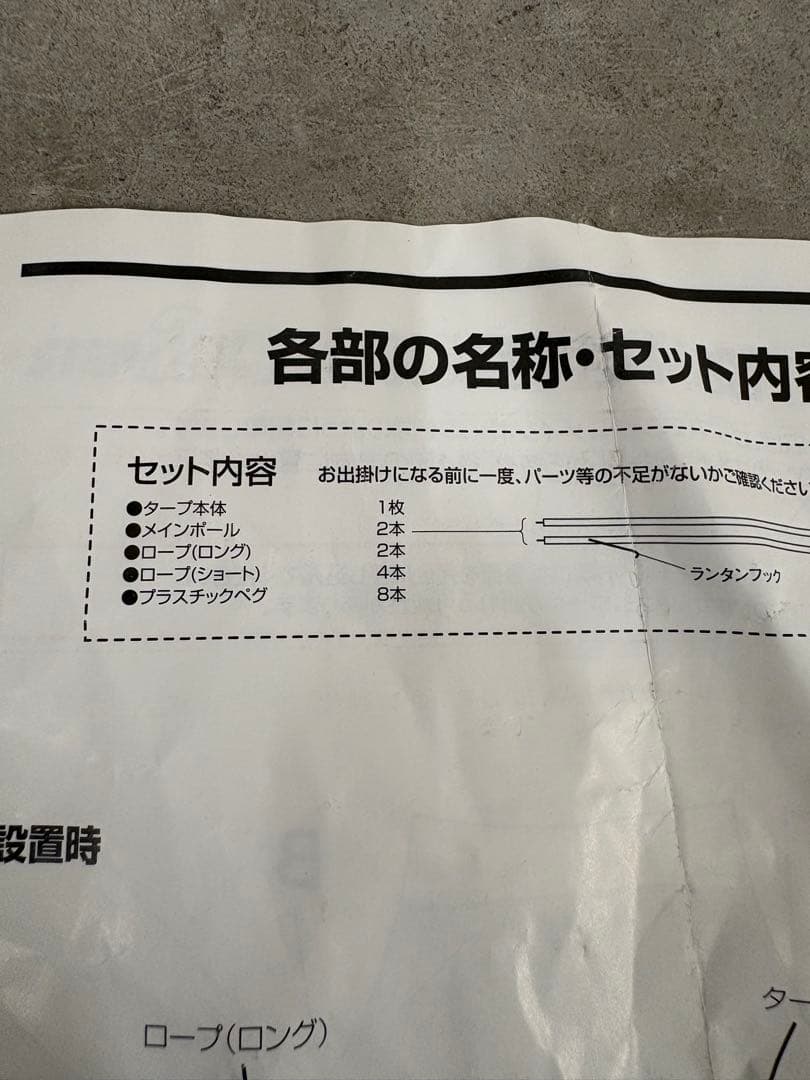 各部の名称・セット内容
セット内容 お出掛けになる前に一度、パーツ等の不足がないかご確認ください
●タープ本体 1枚
●メインポール 2本
●ロープ(ロング) 2本
●ロープ(ショート) 4本
●プラスチックペグ 8本
ランタンフック
設置時
ロープ(ロング)
ター